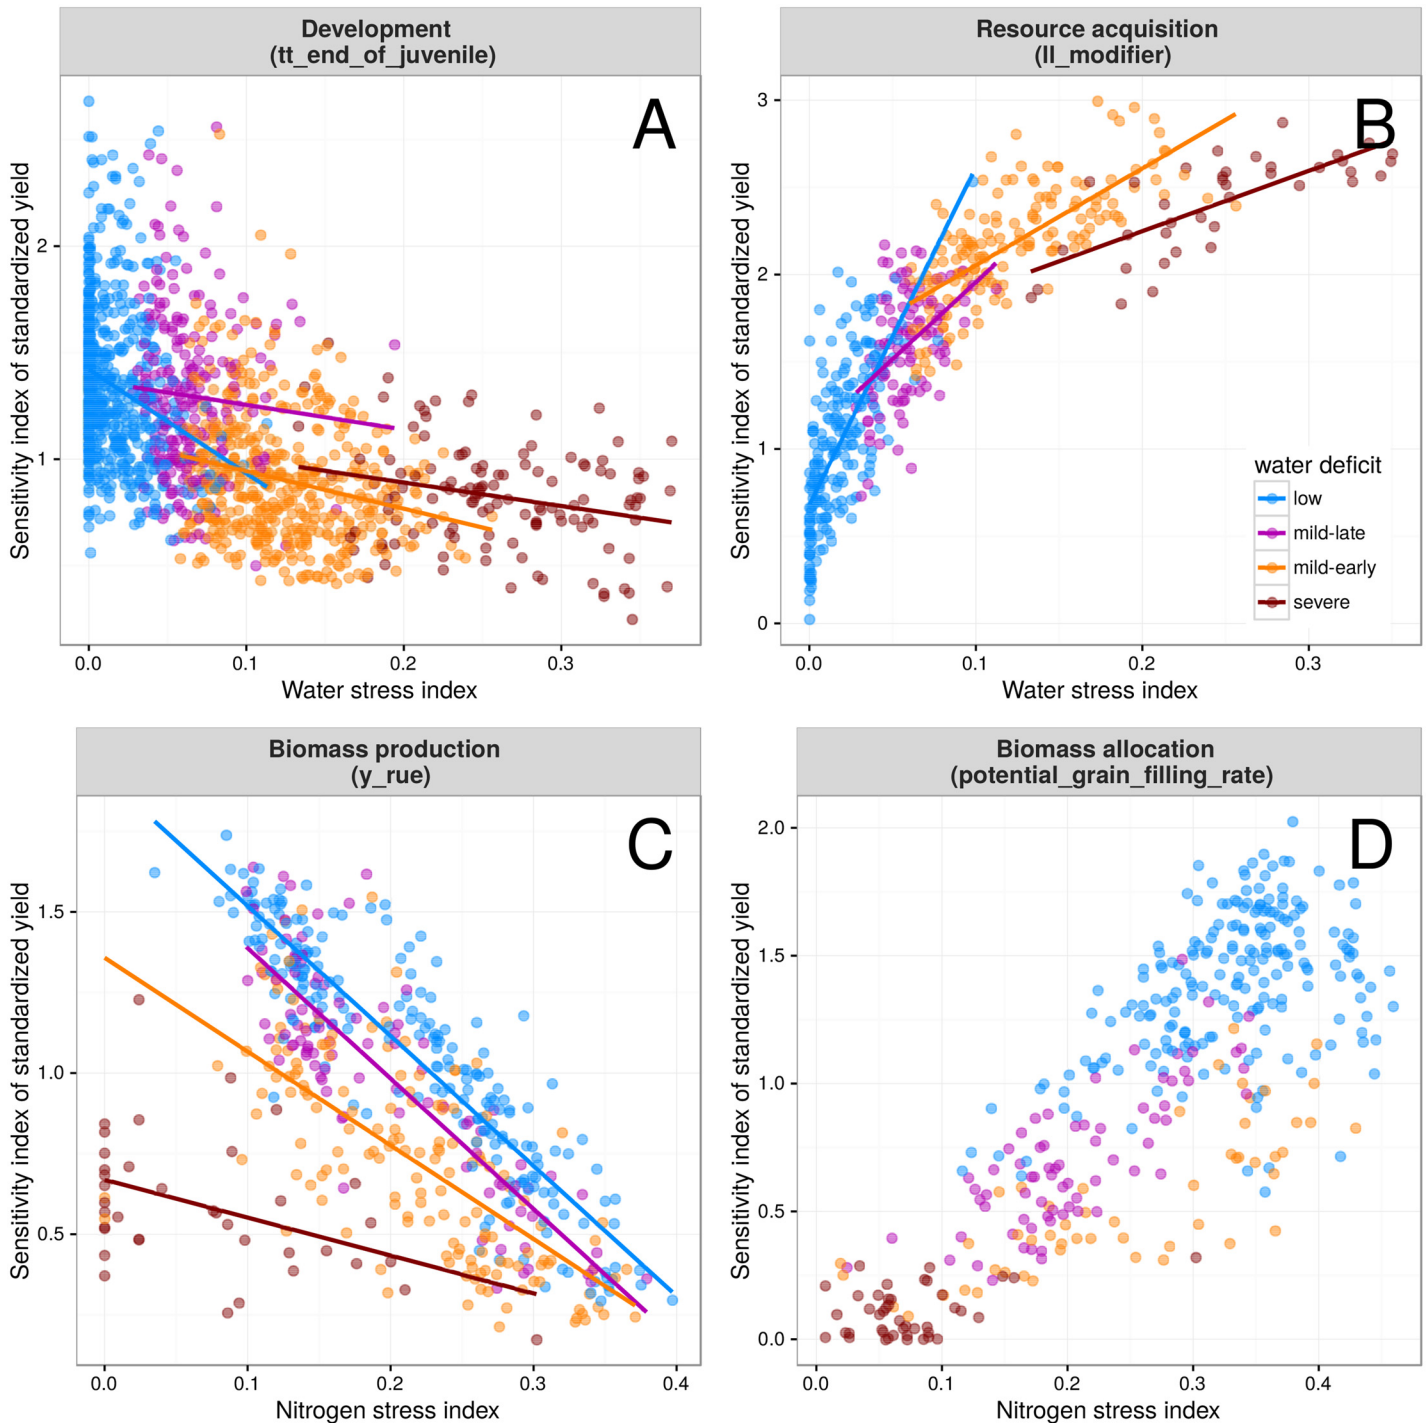 Development
(tt_end_of_juvenile)
A
Sensitivity index of standardized yield
2
1
0.0 0.1 0.2 0.3
Water stress index
Resource acquisition
(ll_modifier)
B
Sensitivity index of standardized yield
3
2
1
0
water deficit
low
mild-late
mild-early
severe
0.0 0.1 0.2 0.3
Water stress index
Biomass production
(y_rue)
C
Sensitivity index of standardized yield
1.5
1.0
0.5
0.0 0.1 0.2 0.3 0.4
Nitrogen stress index
Biomass allocation
(potential_grain_filling_rate)
D
Sensitivity index of standardized yield
2.0
1.5
1.0
0.5
0.0
0.0 0.1 0.2 0.3 0.4
Nitrogen stress index